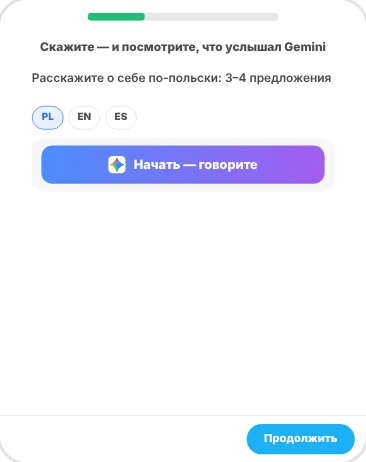 Скажите — и посмотрите, что услышал Gemini
Расскажите о себе по-польски: 3–4 предложения
PL EN ES
Начать — говорите
Продолжить